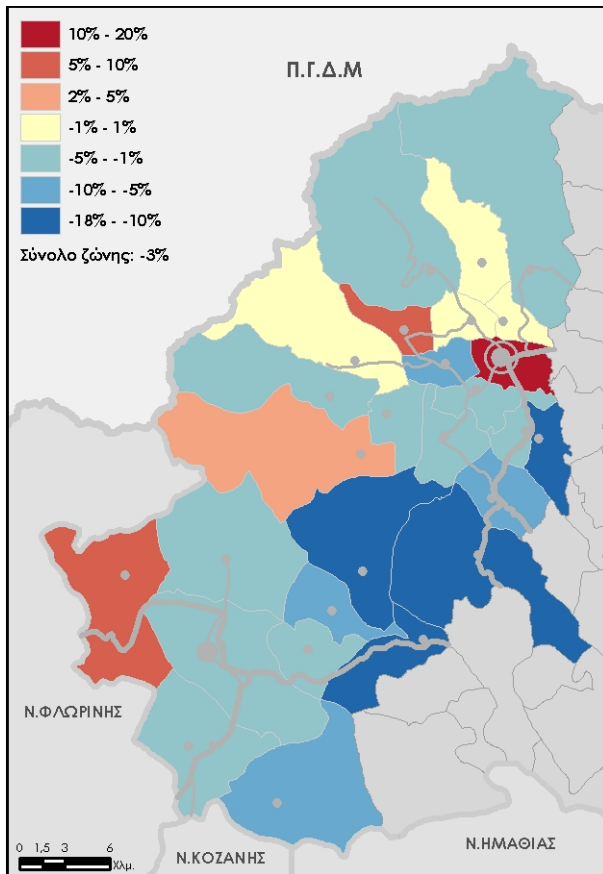 10% - 20%
5% - 10%
2% - 5%
-1% - 1%
-5% - -1%
-10% - -5%
-18% - -10%
Σύνολο ζώνης: -3%
Π.Γ.Δ.Μ
Ν.ΦΛΩΡΙΝΗΣ
Ν.ΚΟΖΑΝΗΣ
Ν.ΗΜΑΘΙΑΣ
0 1,5 3 6
Χλμ.